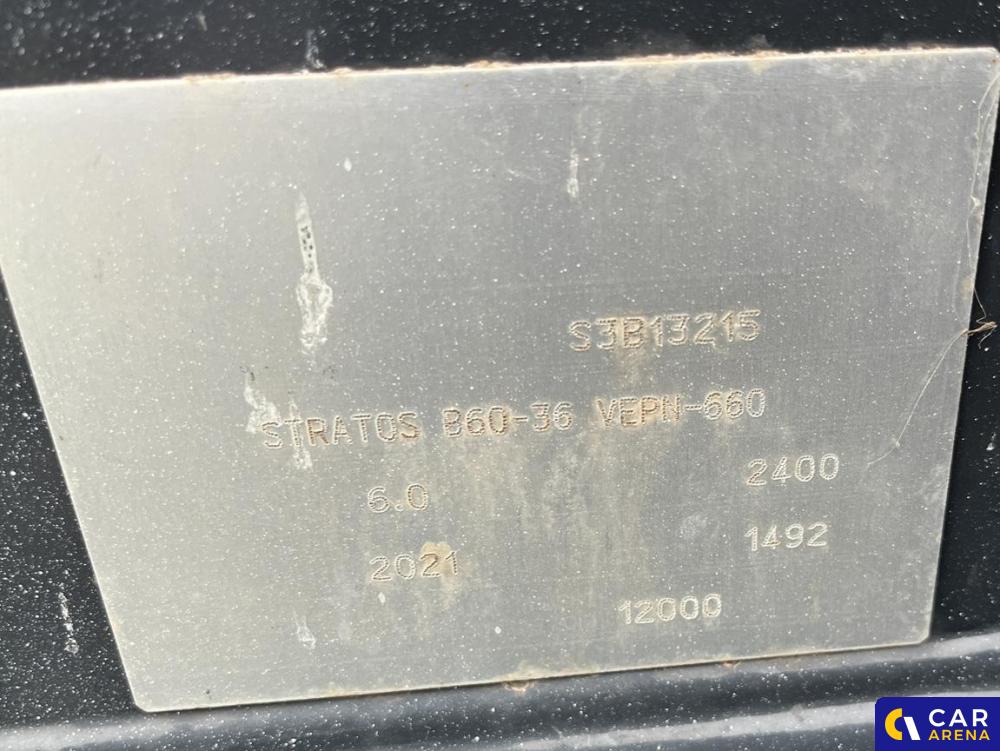 S3B13215
STRATOS B60-36 VEPN-660
6.0 2400
2021 1492
12000
CAR
ARENA